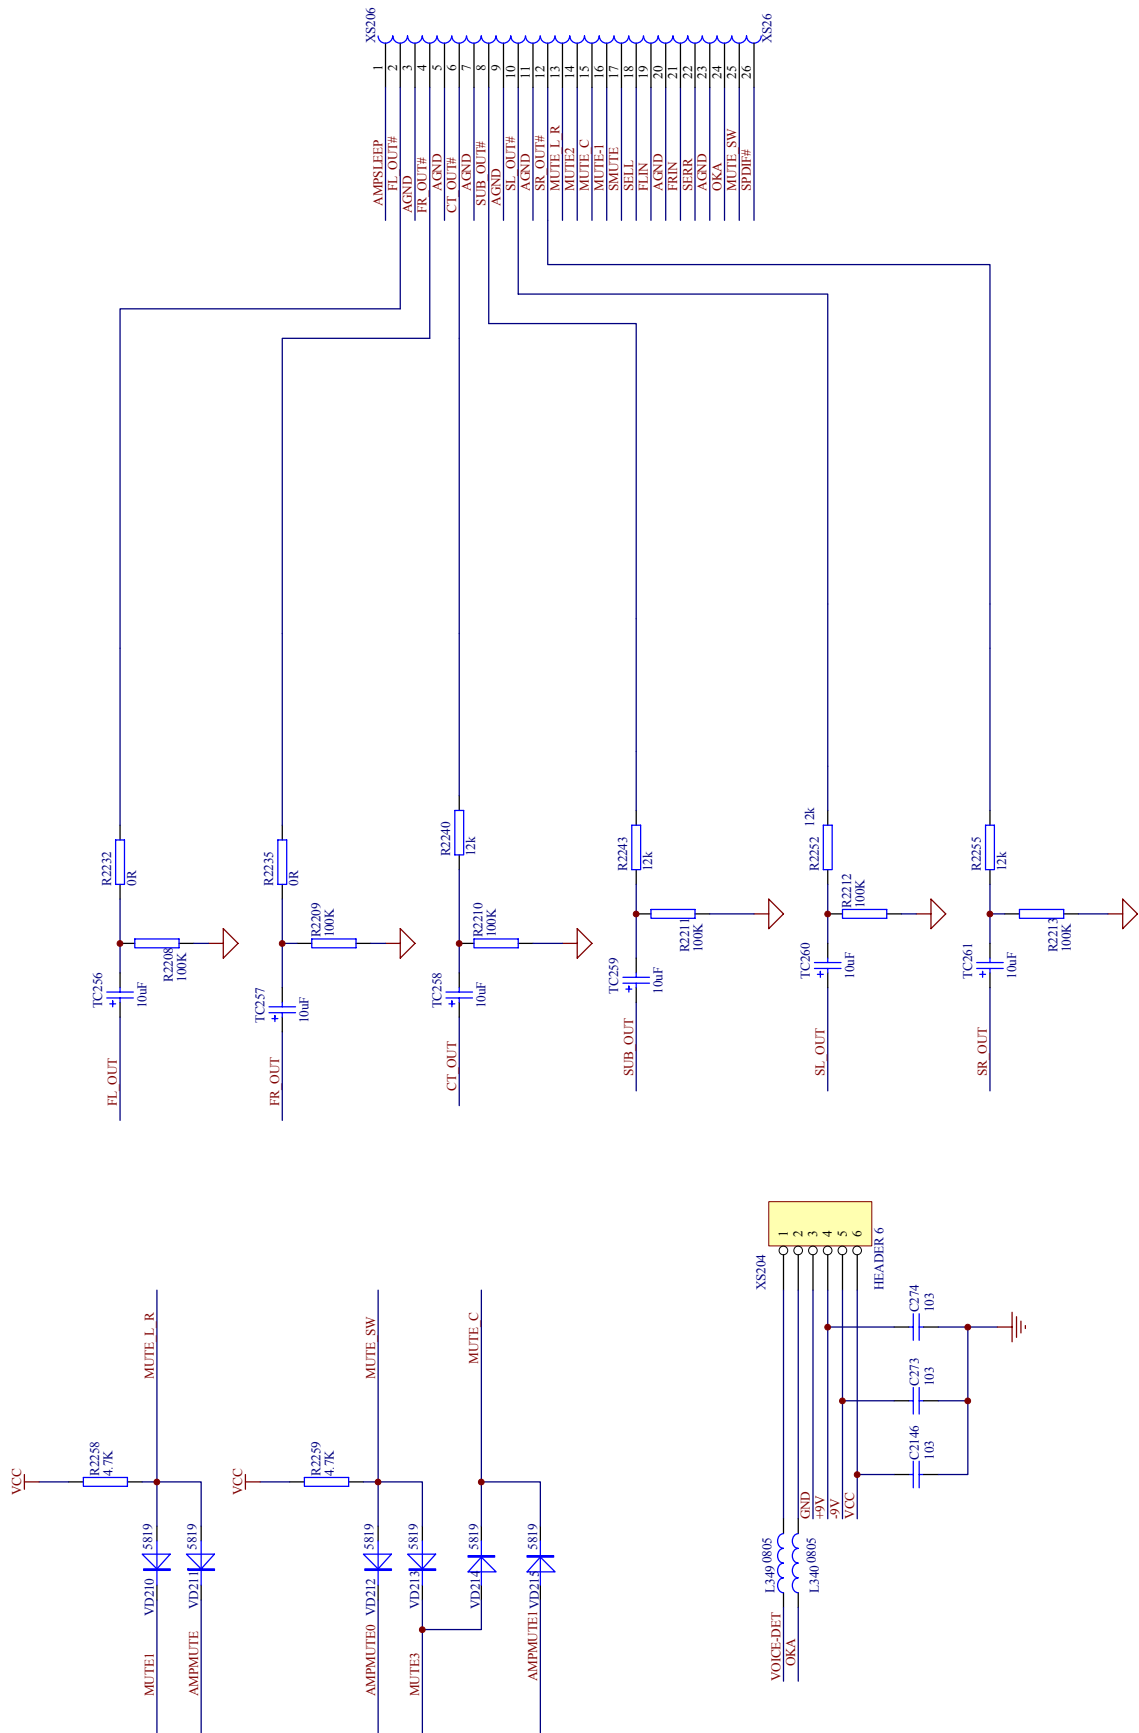 XS206
XS26
1
2
3
4
5
6
7
8
9
10
11
12
13
14
15
16
17
18
19
20
21
22
23
24
25
26
AMPSLEEP
FL_OUT#
AGND
FR_OUT#
AGND
CT_OUT#
AGND
SUB_OUT#
AGND
SL_OUT#
AGND
SR_OUT#
MUTE_L_R
MUTE2
MUTE_C
MUTE-1
SMUTE
SELL
FLIN
AGND
FRIN
SERR
AGND
OKA
MUTE_SW
SPDIF#
R2232
0R
R2208
100K
TC256
10uF
FL_OUT
R2235
0R
R2209
100K
TC257
10uF
FR_OUT
R2240
12k
R2210
100K
TC258
10uF
CT_OUT
R2243
12k
R2211
100K
TC259
10uF
SUB_OUT
R2252
12k
R2212
100K
TC260
10uF
SL_OUT
R2255
12k
R2213
100K
TC261
10uF
SR_OUT
VCC
R2258
4.7K
MUTE_L_R
VD210
5819
MUTE1
VD211
5819
AMPMUTE
VCC
R2259
4.7K
MUTE_SW
VD212
5819
AMPMUTE0
VD213
5819
MUTE3
MUTE_C
VD214
5819
VD215
5819
AMPMUTE1
XS204
1
2
3
4
5
6
HEADER 6
C274
103
C273
103
C2146
103
GND
+9V
-9V
VCC
L349 0805
L340 0805
VOICE-DET
OKA